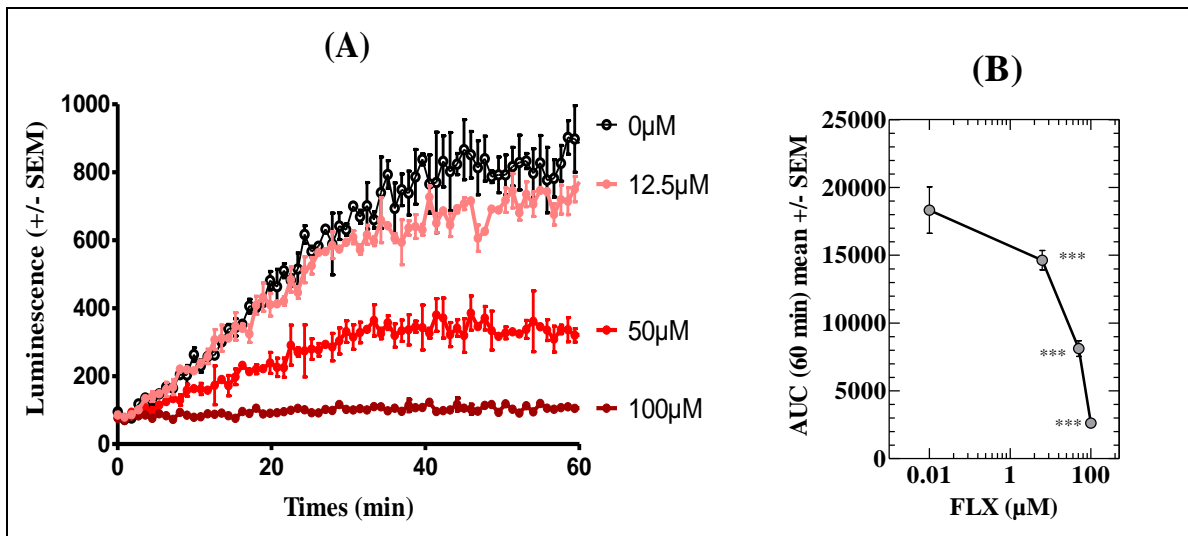 (A)
Luminescence (+/- SEM)
1000
800
600
400
200
0
0
20
40
60
Times (min)
0µM
12.5µM
50µM
100µM
(B)
AUC (60 min) mean +/- SEM
25000
20000
15000
10000
5000
0
***
***
***
0.01
1
100
FLX (µM)